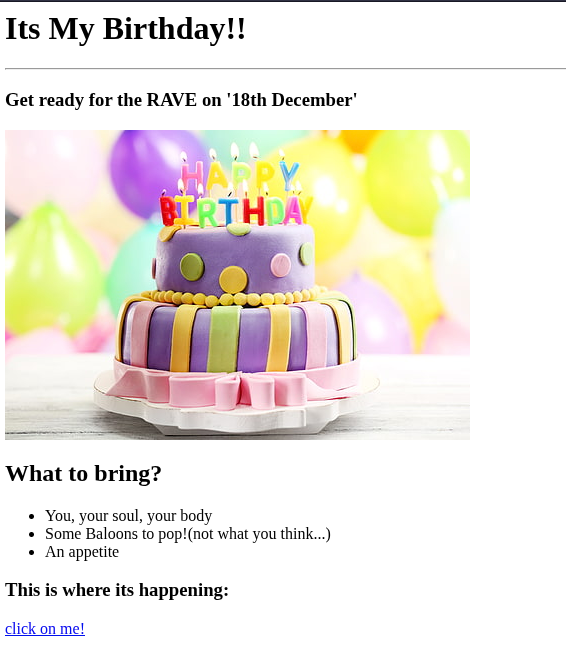 Its My Birthday!!
Get ready for the RAVE on '18th December'
HAPPY
BIRTHDAY
What to bring?
You, your soul, your body
Some Baloons to pop!(not what you think...)
An appetite
This is where its happening:
click on me!